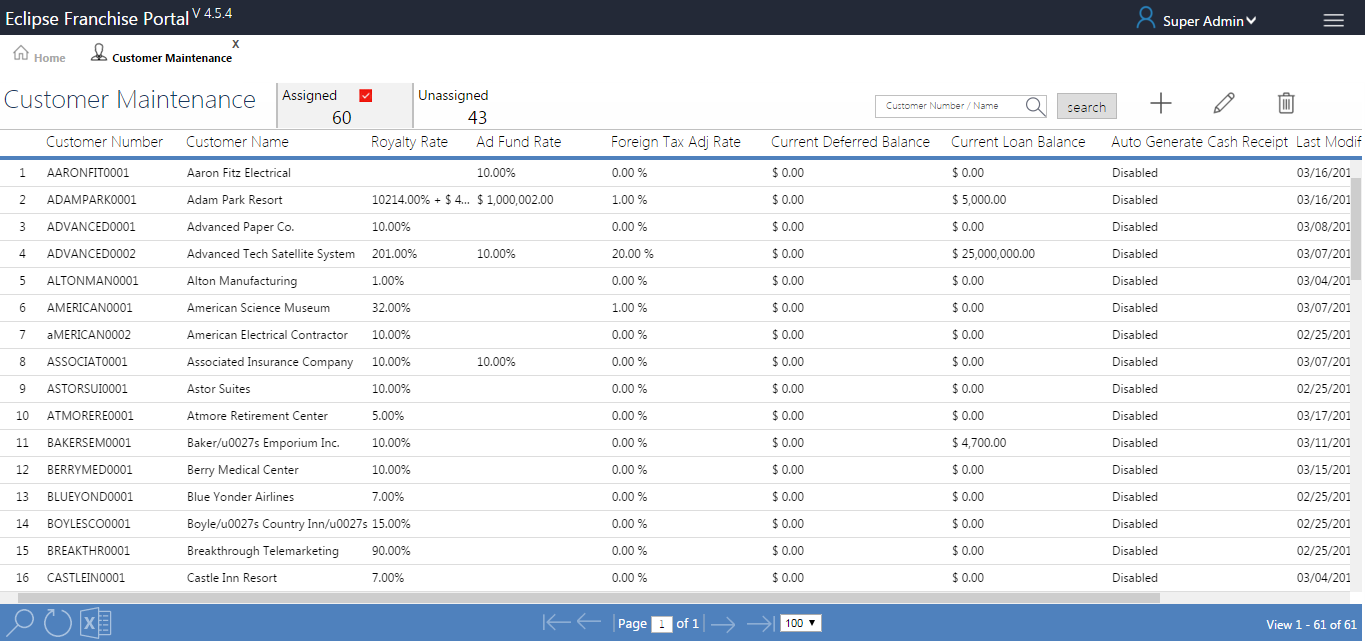 Eclipse Franchise Portal V 4.5.4 Super Admin
Home Customer Maintenance X
Customer Maintenance Assigned 60 Unassigned 43 Customer Number / Name search
Customer Number Customer Name Royalty Rate Ad Fund Rate Foreign Tax Adj Rate Current Deferred Balance Current Loan Balance Auto Generate Cash Receipt Last Modif
1 AARONFIT0001 Aaron Fitz Electrical 10.00% 0.00 % $ 0.00 $ 0.00 Disabled 03/16/201
2 ADAMPARK0001 Adam Park Resort 10214.00% + $ 4... $ 1,000,002.00 1.00 % $ 0.00 $ 5,000.00 Disabled 03/16/201
3 ADVANCED0001 Advanced Paper Co. 10.00% 0.00 % $ 0.00 $ 0.00 Disabled 03/08/201
4 ADVANCED0002 Advanced Tech Satellite System 201.00% 10.00% 20.00 % $ 0.00 $ 25,000,000.00 Disabled 03/07/201
5 ALTONMAN0001 Alton Manufacturing 1.00% 0.00 % $ 0.00 $ 0.00 Disabled 03/04/201
6 AMERICAN0001 American Science Museum 32.00% 1.00 % $ 0.00 $ 0.00 Disabled 03/07/201
7 aMERICAN0002 American Electrical Contractor 10.00% 0.00 % $ 0.00 $ 0.00 Disabled 02/25/201
8 ASSOCIAT0001 Associated Insurance Company 10.00% 10.00% 0.00 % $ 0.00 $ 0.00 Disabled 03/07/201
9 ASTORSUI0001 Astor Suites 10.00% 0.00 % $ 0.00 $ 0.00 Disabled 02/25/201
10 ATMORERE0001 Atmore Retirement Center 5.00% 0.00 % $ 0.00 $ 0.00 Disabled 03/17/201
11 BAKERSEM0001 Baker/u0027s Emporium Inc. 10.00% 0.00 % $ 0.00 $ 4,700.00 Disabled 03/11/201
12 BERRYMED0001 Berry Medical Center 10.00% 0.00 % $ 0.00 $ 0.00 Disabled 03/15/201
13 BLUEYOND0001 Blue Yonder Airlines 7.00% 0.00 % $ 0.00 $ 0.00 Disabled 02/25/201
14 BOYLESCO0001 Boyle/u0027s Country Inn/u0027s 15.00% 0.00 % $ 0.00 $ 0.00 Disabled 02/25/201
15 BREAKTHR0001 Breakthrough Telemarketing 90.00% 0.00 % $ 0.00 $ 0.00 Disabled 02/25/201
16 CASTLEIN0001 Castle Inn Resort 7.00% 0.00 % $ 0.00 $ 0.00 Disabled 03/04/201
Page 1 of 1 100 View 1 - 61 of 61